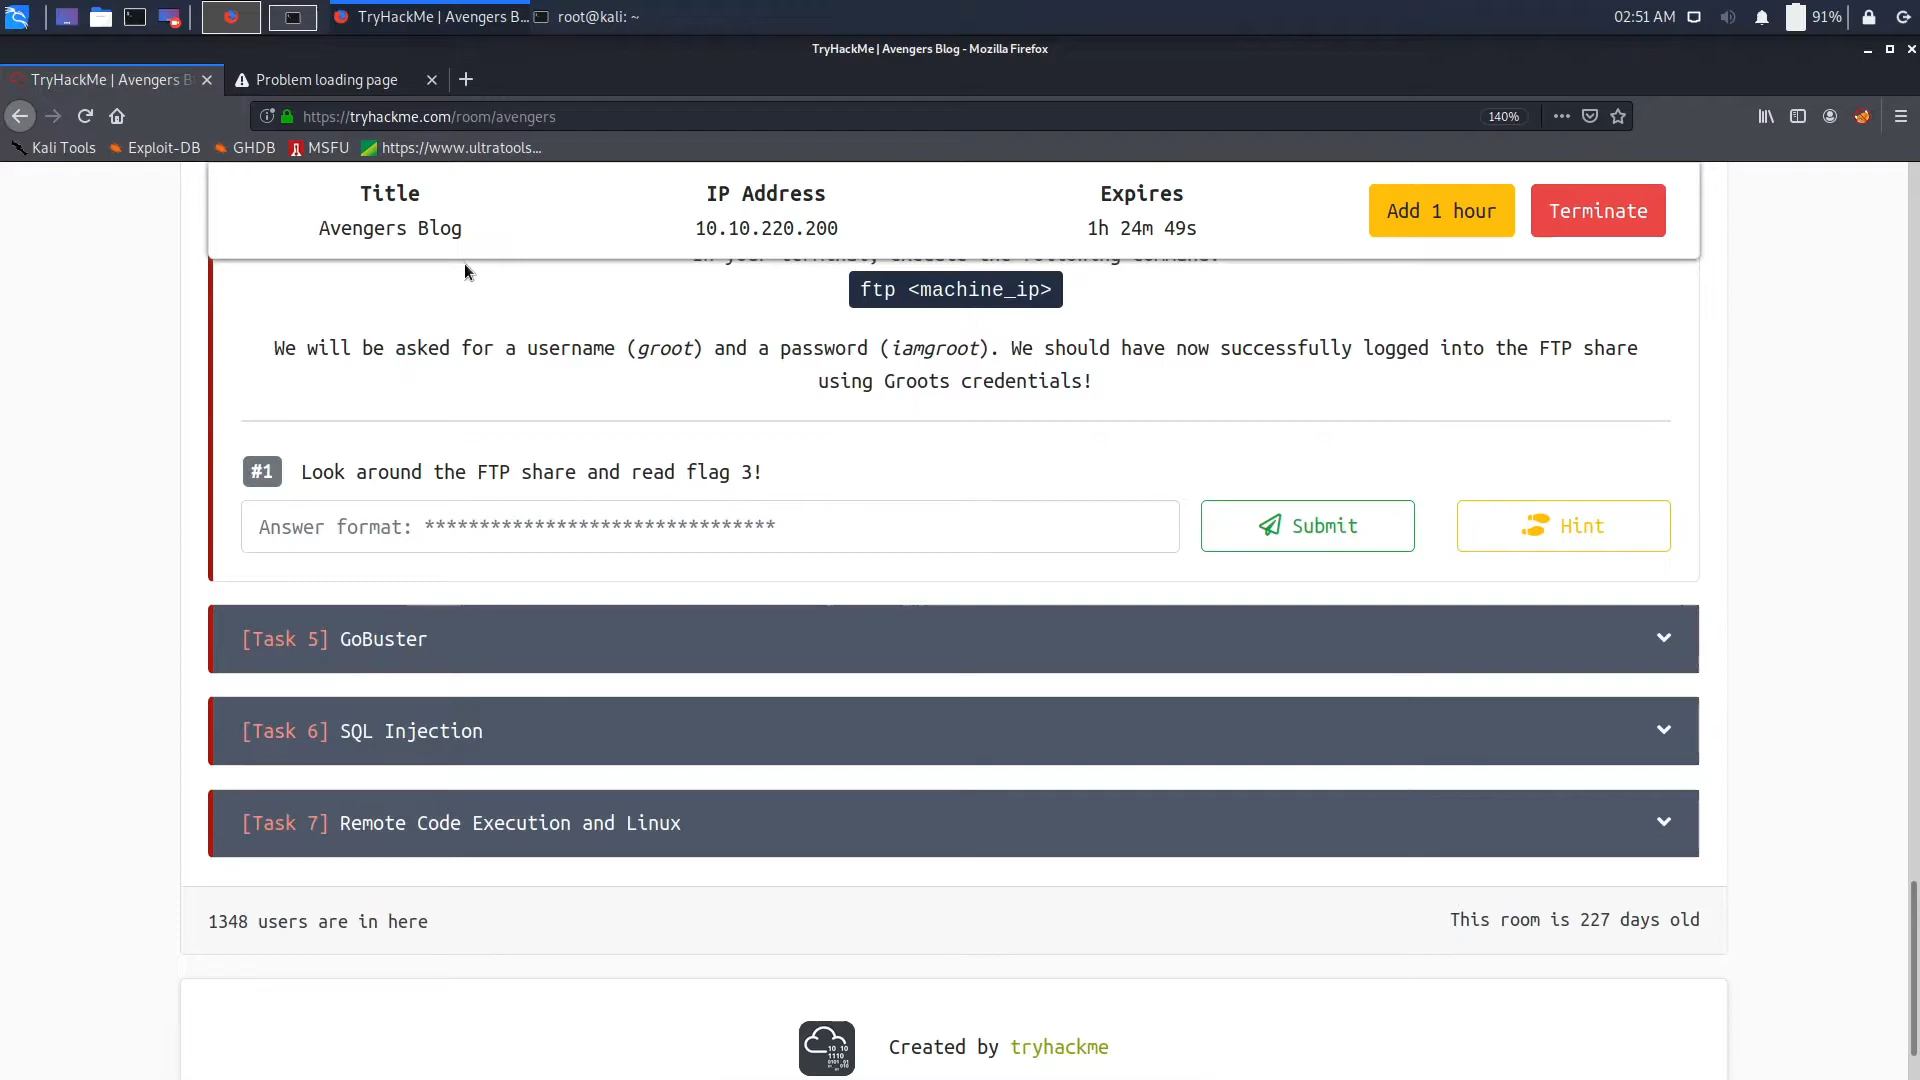 02:51 AM
91%
TryHackMe | Avengers B...
root@kali: ~
TryHackMe | Avengers Blog - Mozilla Firefox
TryHackMe | Avengers B
Problem loading page
https://tryhackme.com/room/avengers
140%
Kali Tools
Exploit-DB
GHDB
MSFU
https://www.ultratools...
Title
IP Address
Expires
Avengers Blog
10.10.220.200
1h 24m 49s
Add 1 hour
Terminate
ftp <machine_ip>
We will be asked for a username (groot) and a password (iamgroot). We should have now successfully logged into the FTP share
using Groots credentials!
#1 Look around the FTP share and read flag 3!
Answer format: ********************************
Submit
Hint
[Task 5] GoBuster
[Task 6] SQL Injection
[Task 7] Remote Code Execution and Linux
1348 users are in here
This room is 227 days old
Created by tryhackme